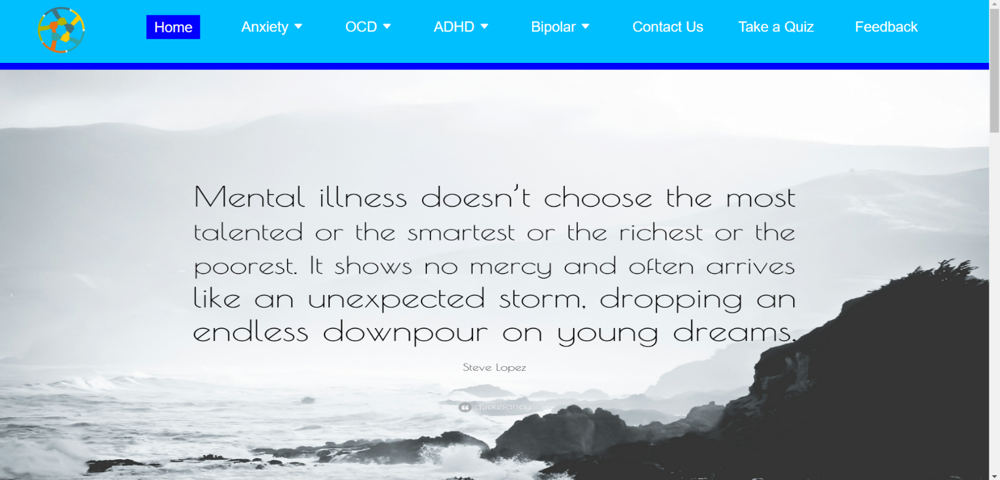 Home Anxiety OCD ADHD Bipolar Contact Us Take a Quiz Feedback
Mental illness doesn't choose the most
talented or the smartest or the richest or the
poorest. It shows no mercy and often arrives
like an unexpected storm, dropping an
endless downpour on young dreams.
Steve Lopez
quotefancy